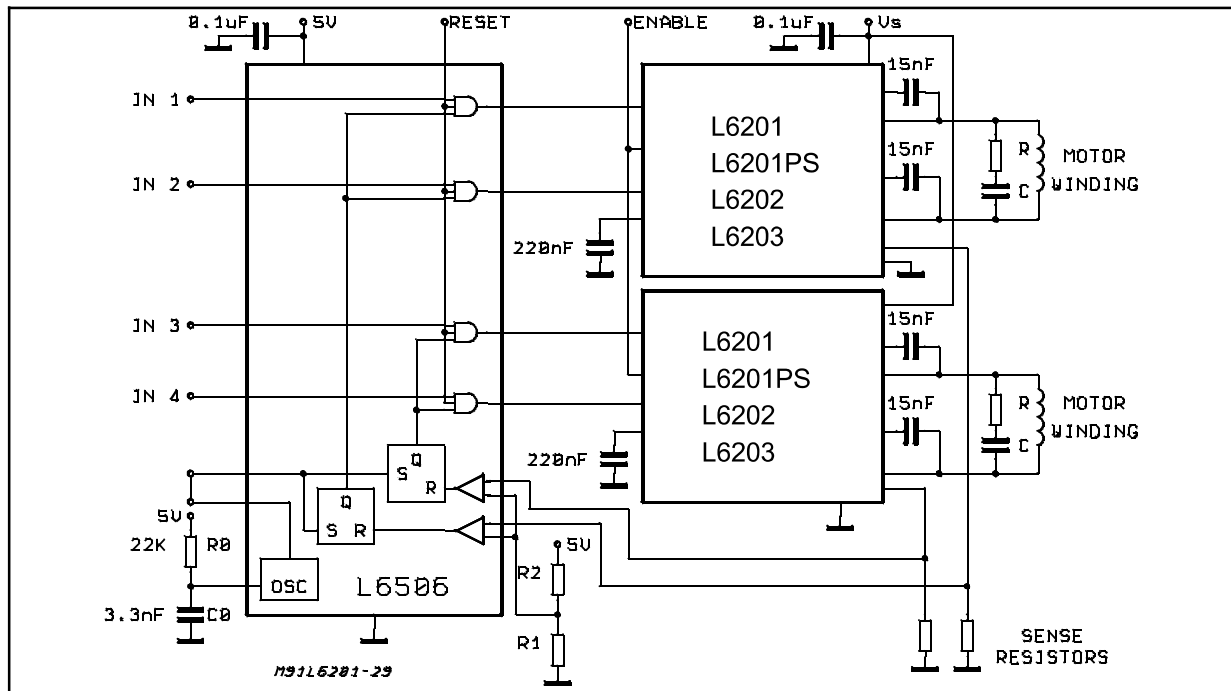 0.1uF 5V RESET ENABLE 0.1uF Vs
15nF
IN 1
L6201
L6201PS
L6202
L6203
15nF
R
C
MOTOR
WINDING
IN 2
220nF
IN 3
L6201
L6201PS
L6202
L6203
15nF
IN 4
15nF
R
C
MOTOR
WINDING
220nF
S Q R
S Q R
5V
22K R0
OSC
L6506
3.3nF C0
5V
R2
R1
SENSE
RESISTORS
M91L6201-29